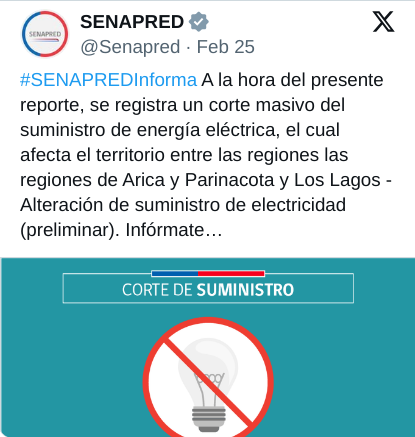 SENAPRED
SENAPRED
@Senapred · Feb 25
#SENAPREDInforma A la hora del presente
reporte, se registra un corte masivo del
suministro de energía eléctrica, el cual
afecta el territorio entre las regiones las
regiones de Arica y Parinacota y Los Lagos -
Alteración de suministro de electricidad
(preliminar). Infórmate…
CORTE DE SUMINISTRO